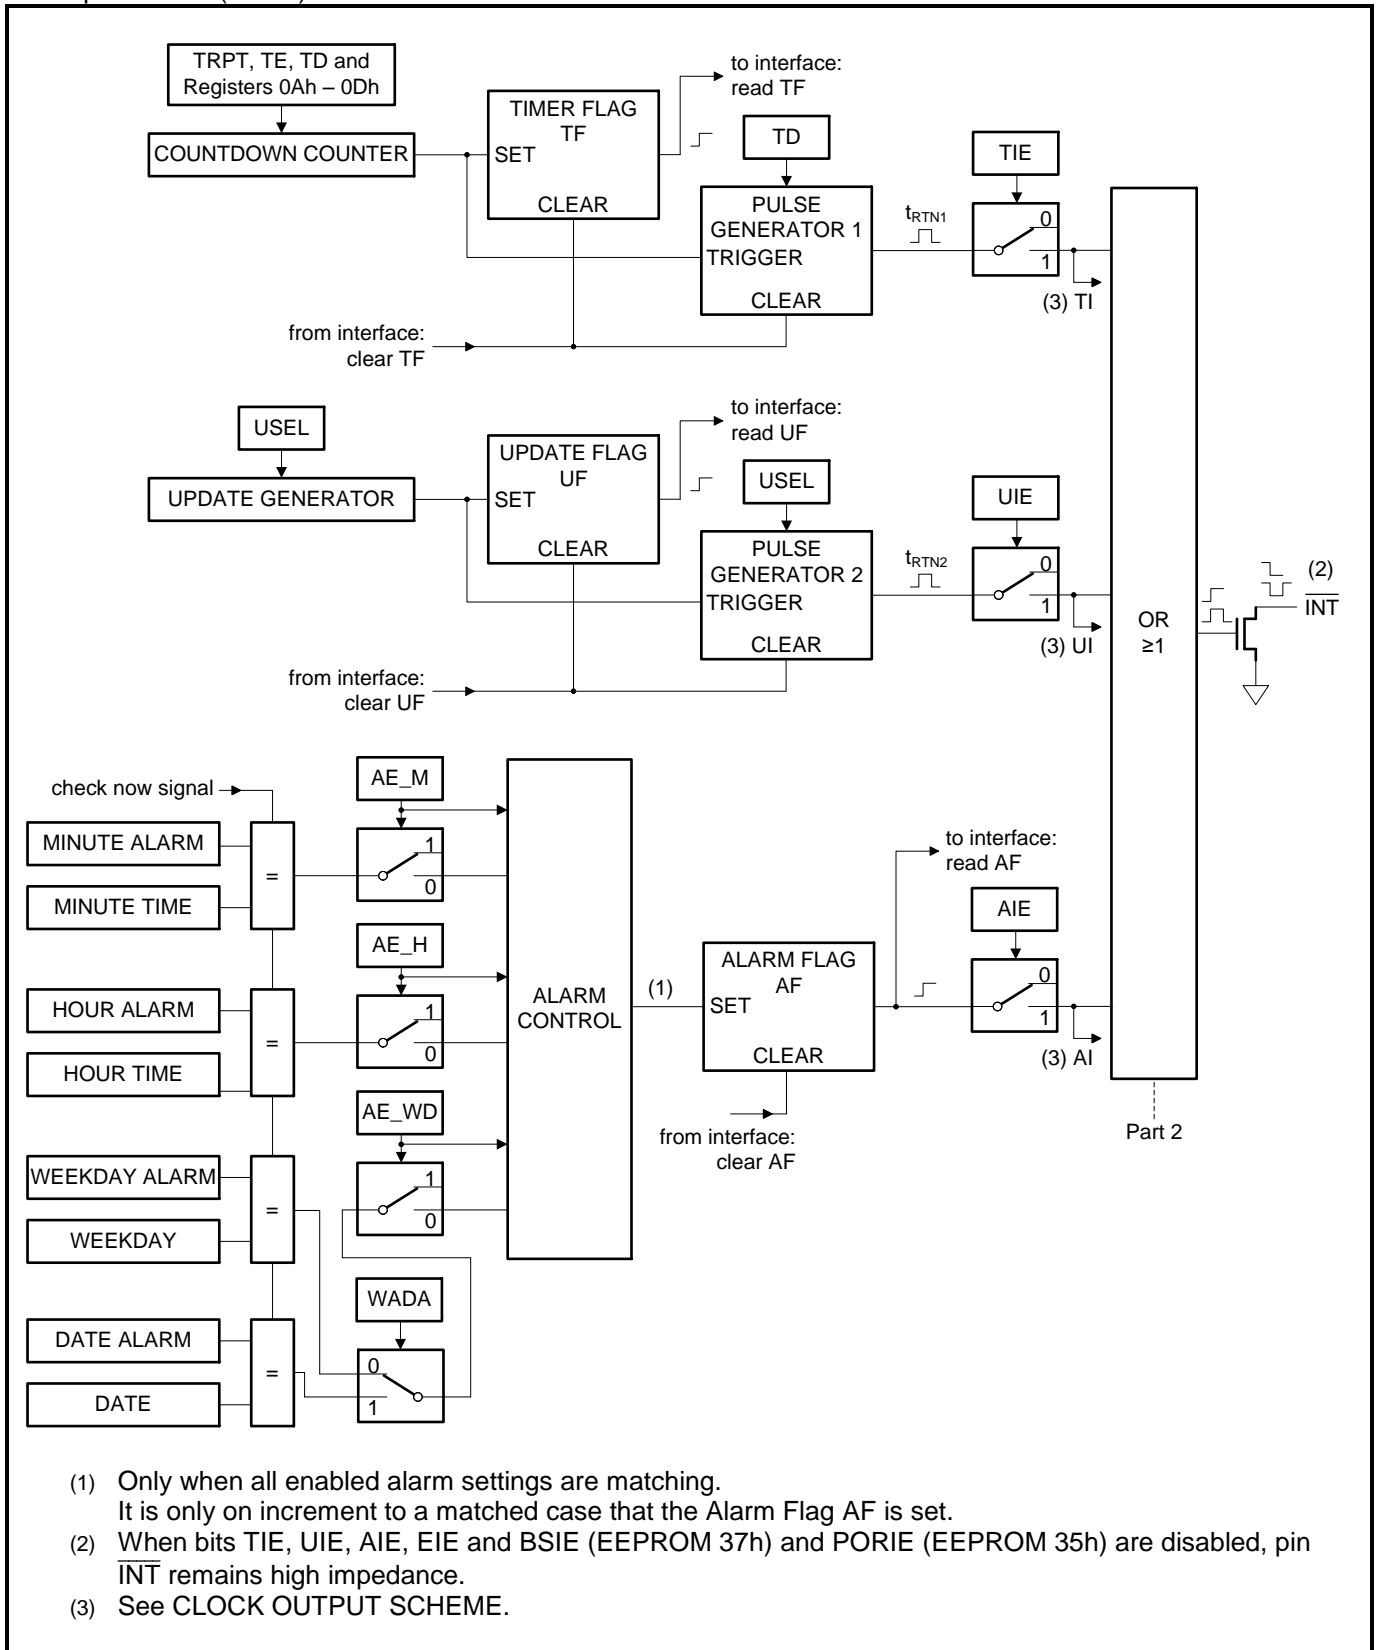 TRPT, TE, TD and
Registers 0Ah – 0Dh
COUNTDOWN COUNTER
TIMER FLAG
TF
SET
CLEAR
to interface:
read TF
TD
PULSE
GENERATOR 1
TRIGGER
CLEAR
tRTN1
TIE
0
1
(3) TI
from interface:
clear TF
USEL
UPDATE GENERATOR
UPDATE FLAG
UF
SET
CLEAR
to interface:
read UF
USEL
PULSE
GENERATOR 2
TRIGGER
CLEAR
tRTN2
UIE
0
1
(3) UI
from interface:
clear UF
OR
≥1
(2)
INT
check now signal
MINUTE ALARM
MINUTE TIME
=
AE_M
1
0
HOUR ALARM
HOUR TIME
=
AE_H
1
0
WEEKDAY ALARM
WEEKDAY
=
AE_WD
1
0
DATE ALARM
DATE
=
WADA
0
1
ALARM
CONTROL
(1)
ALARM FLAG
AF
SET
CLEAR
to interface:
read AF
AIE
0
1
(3) AI
from interface:
clear AF
Part 2
(1) Only when all enabled alarm settings are matching.
It is only on increment to a matched case that the Alarm Flag AF is set.
(2) When bits TIE, UIE, AIE, EIE and BSIE (EEPROM 37h) and PORIE (EEPROM 35h) are disabled, pin
INT remains high impedance.
(3) See CLOCK OUTPUT SCHEME.